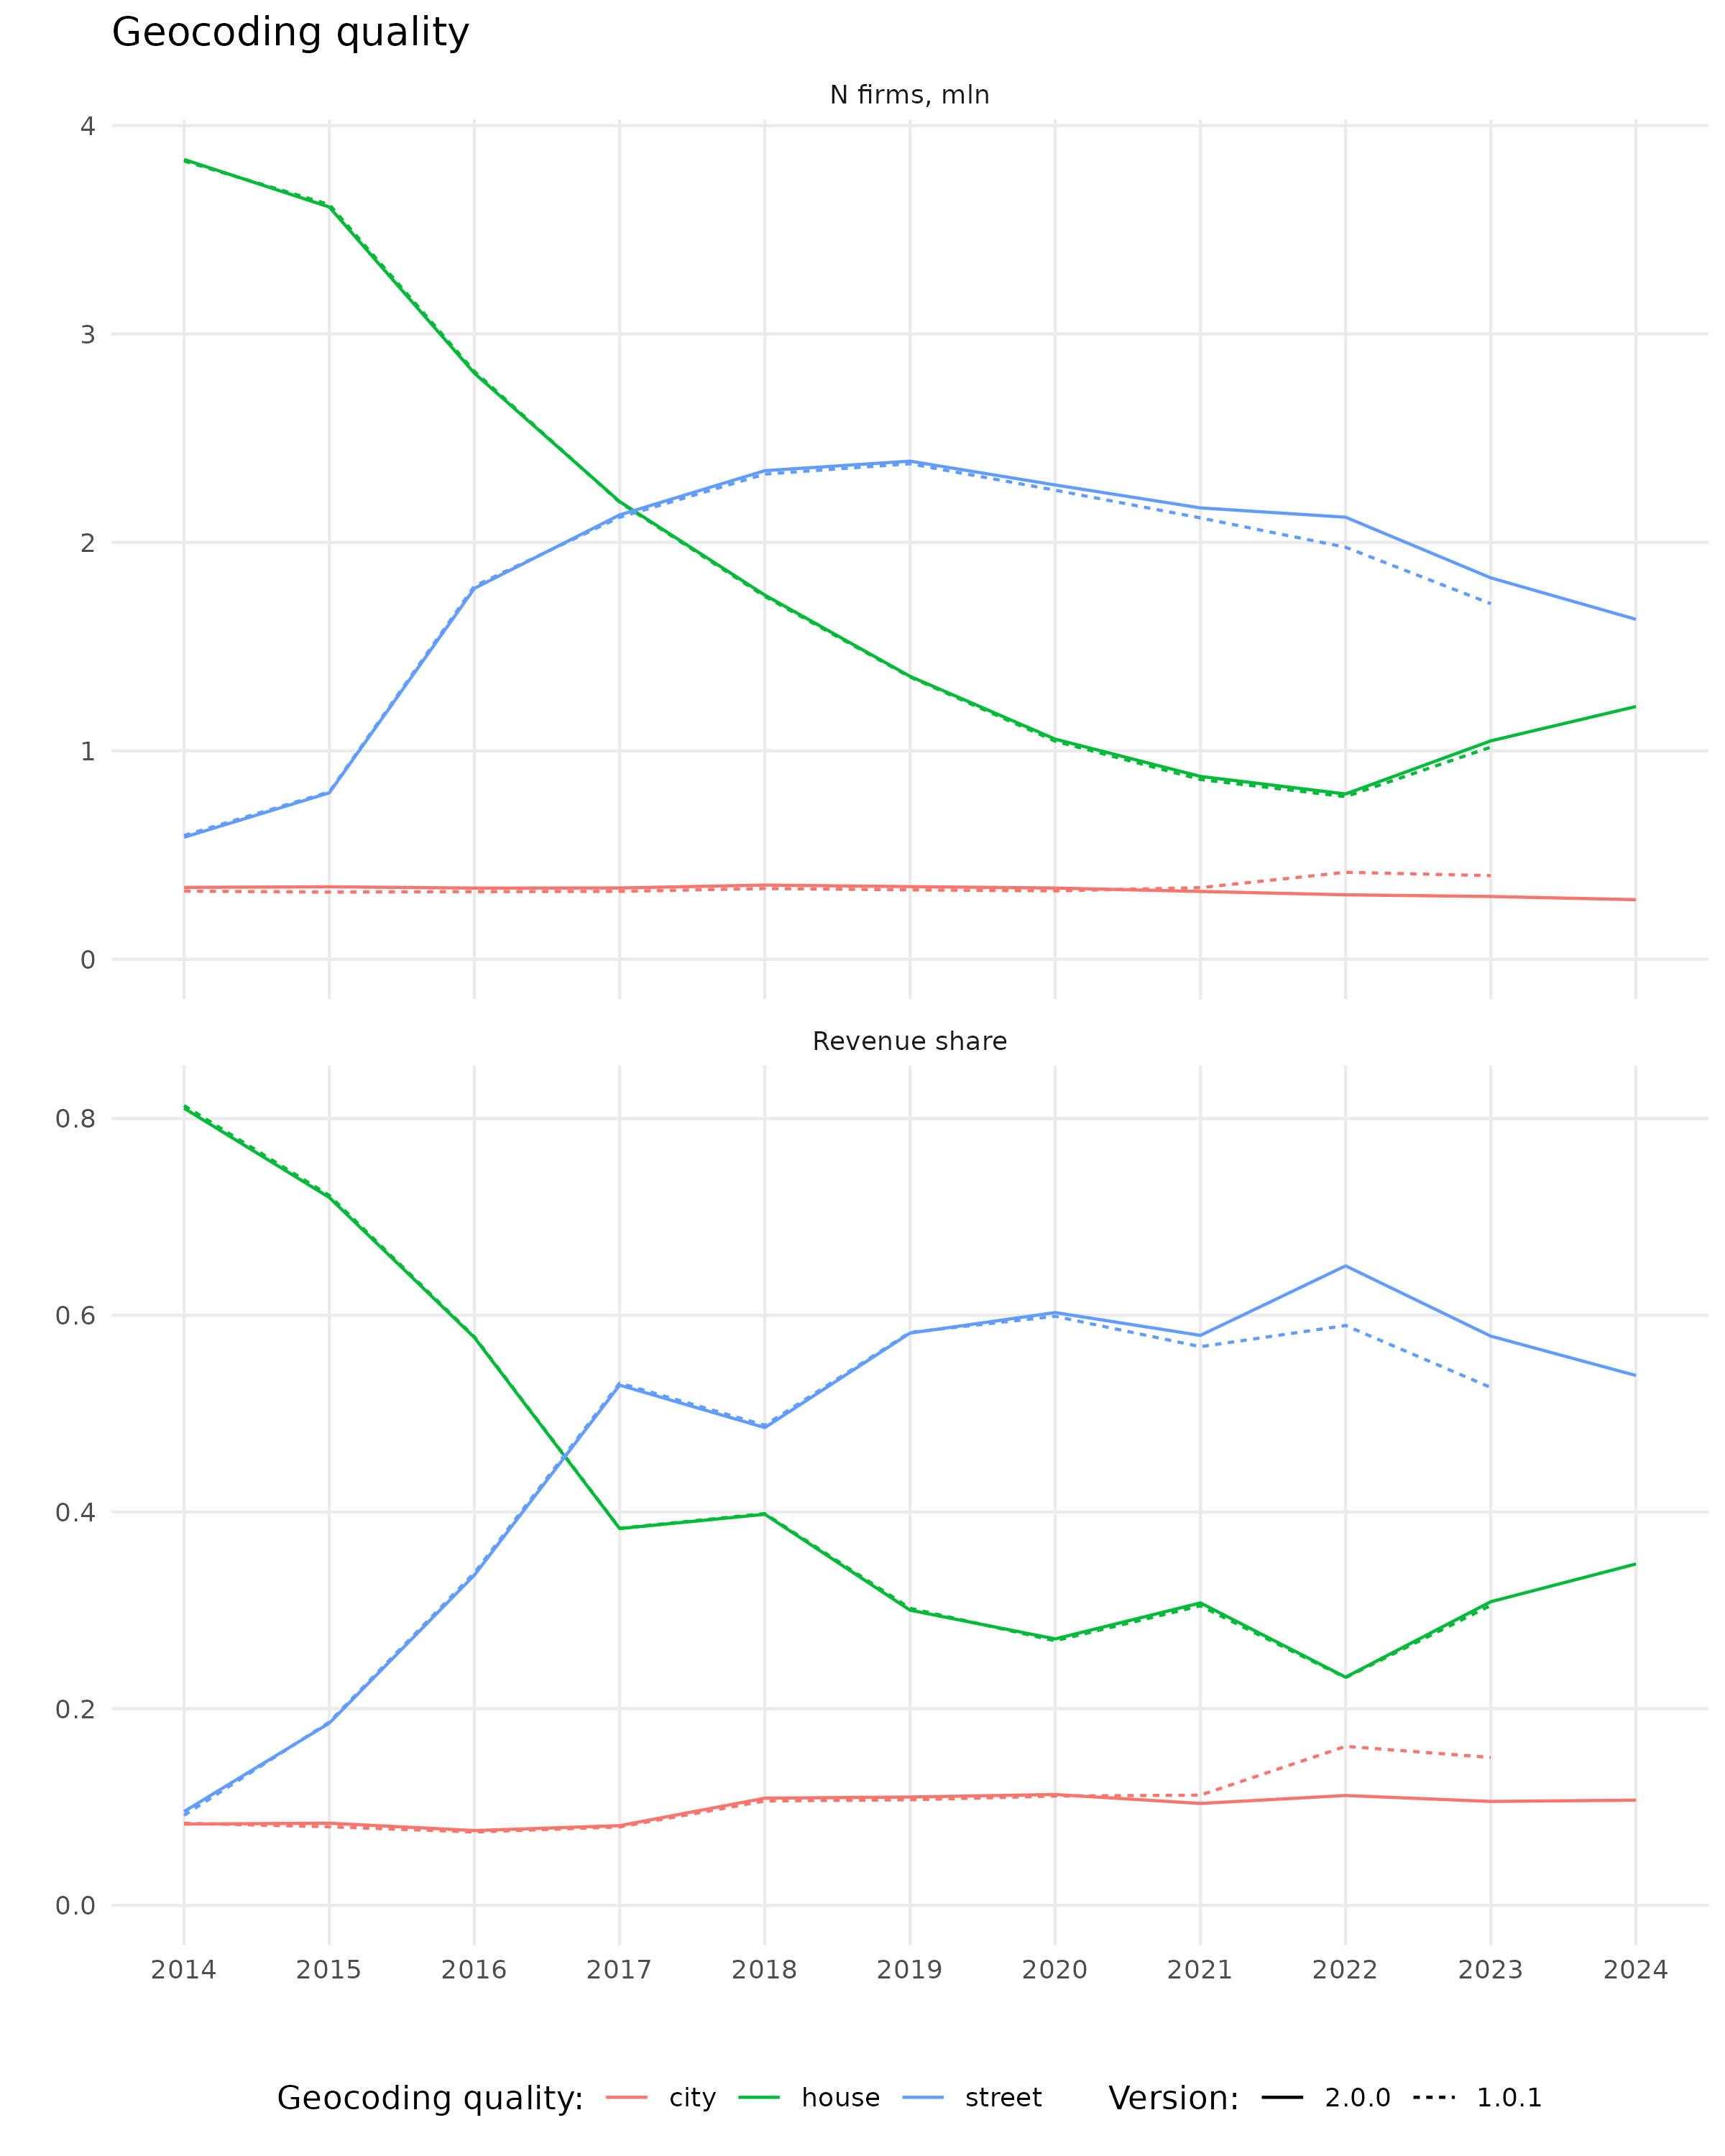 Geocoding quality
N firms, mln
4
3
2
1
0
Revenue share
0.8
0.6
0.4
0.2
0.0
2014 2015 2016 2017 2018 2019 2020 2021 2022 2023 2024
Geocoding quality: city house street Version: 2.0.0 1.0.1